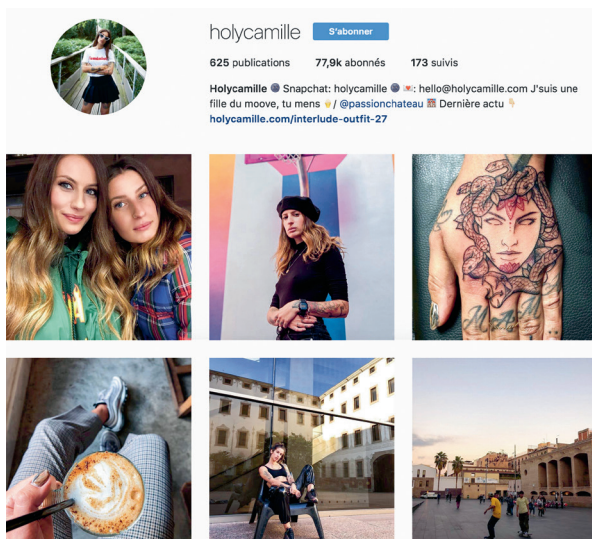 holycamille S'abonner
625 publications 77,9k abonnés 173 suivis
Holycamille Snapchat: holycamille 💌: hello@holycamille.com J'suis une
fille du moove, tu mens / @passionchateau Dernière actu 👇
holycamille.com/interlude-outfit-27